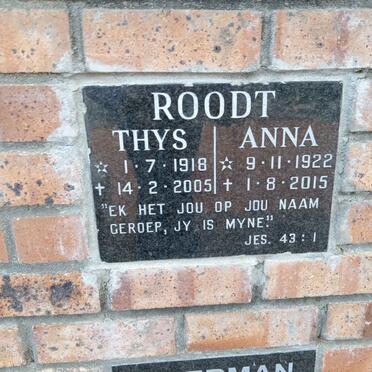 ROODT
THYS ANNA
☆ 1·7·1918 ☆ 9·11·1922
✝ 14·2·2005 ✝ 1·8·2015
"EK HET JOU OP JOU NAAM
GEROEP, JY IS MYNE."
JES. 43:1